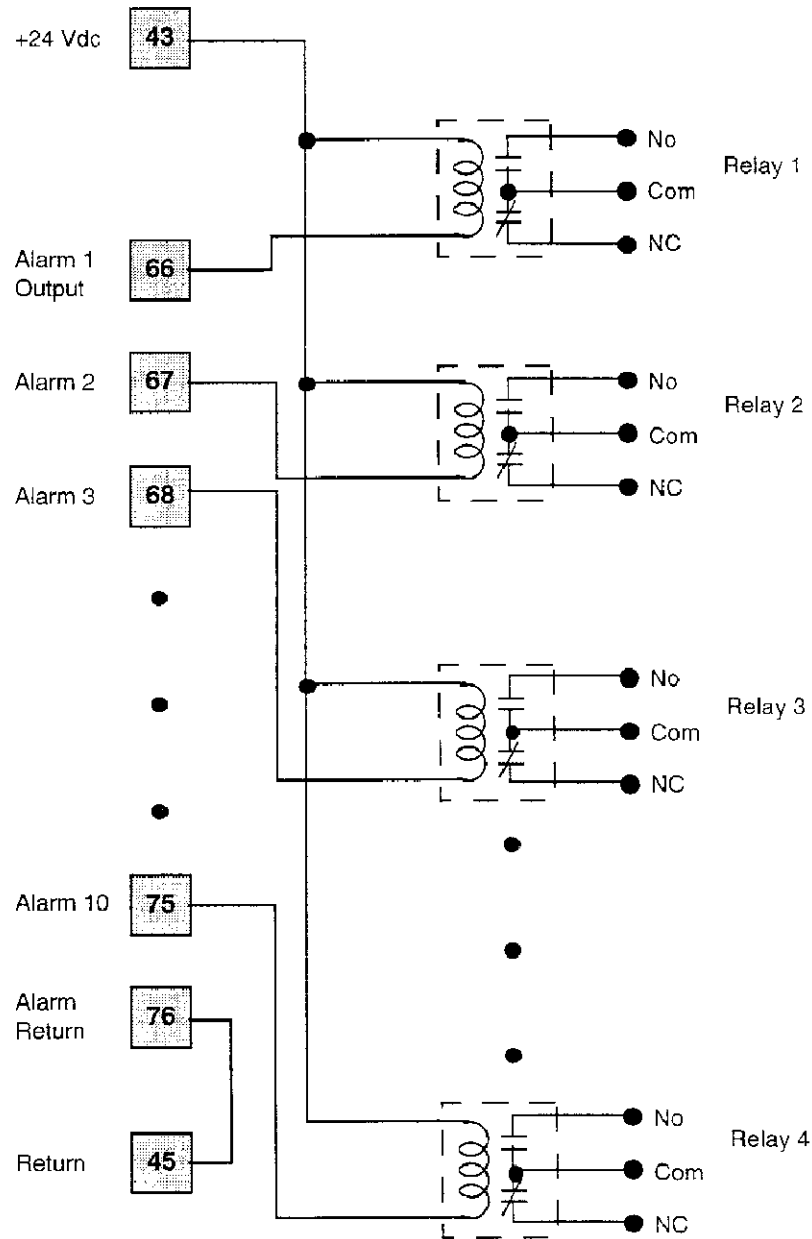 +24 Vdc 43
No
Relay 1
Com
NC
Alarm 1
Output
66
Alarm 2 67
No
Relay 2
Com
NC
Alarm 3 68
No
Relay 3
Com
NC
Alarm 10 75
Alarm
Return
76
No
Relay 4
Com
NC
Return 45